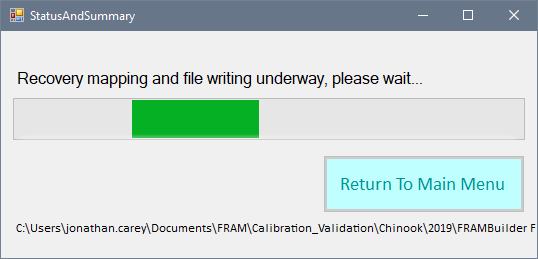 StatusAndSummary
Recovery mapping and file writing underway, please wait...
Return To Main Menu
C:\Users\jonathan.carey\Documents\FRAM\Calibration_Validation\Chinook\2019\FRAMBuilder F